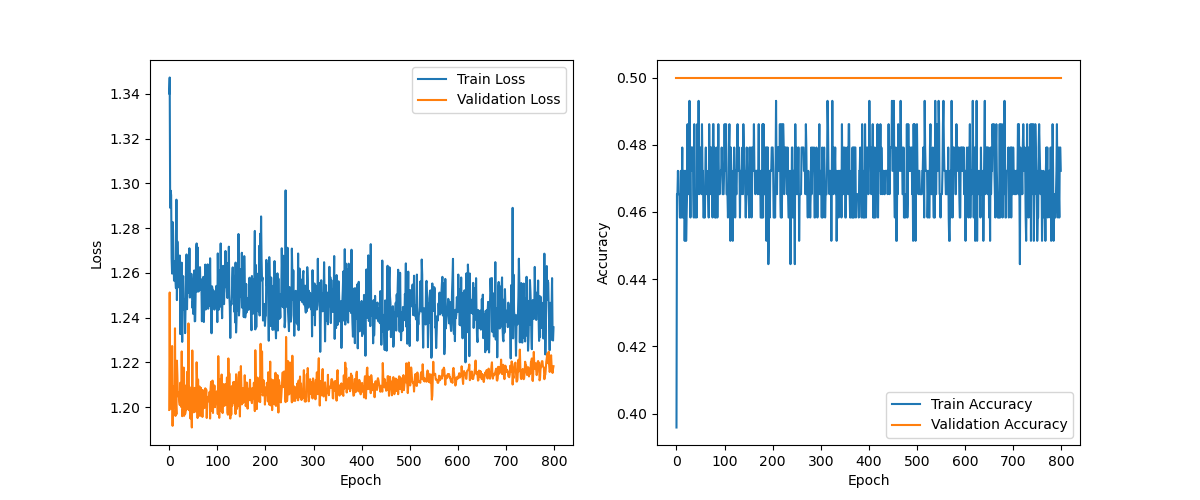 Train Loss
Validation Loss
Loss
1.34
1.32
1.30
1.28
1.26
1.24
1.22
1.20
0 100 200 300 400 500 600 700 800
Epoch
Accuracy
0.50
0.48
0.46
0.44
0.42
0.40
Train Accuracy
Validation Accuracy
0 100 200 300 400 500 600 700 800
Epoch